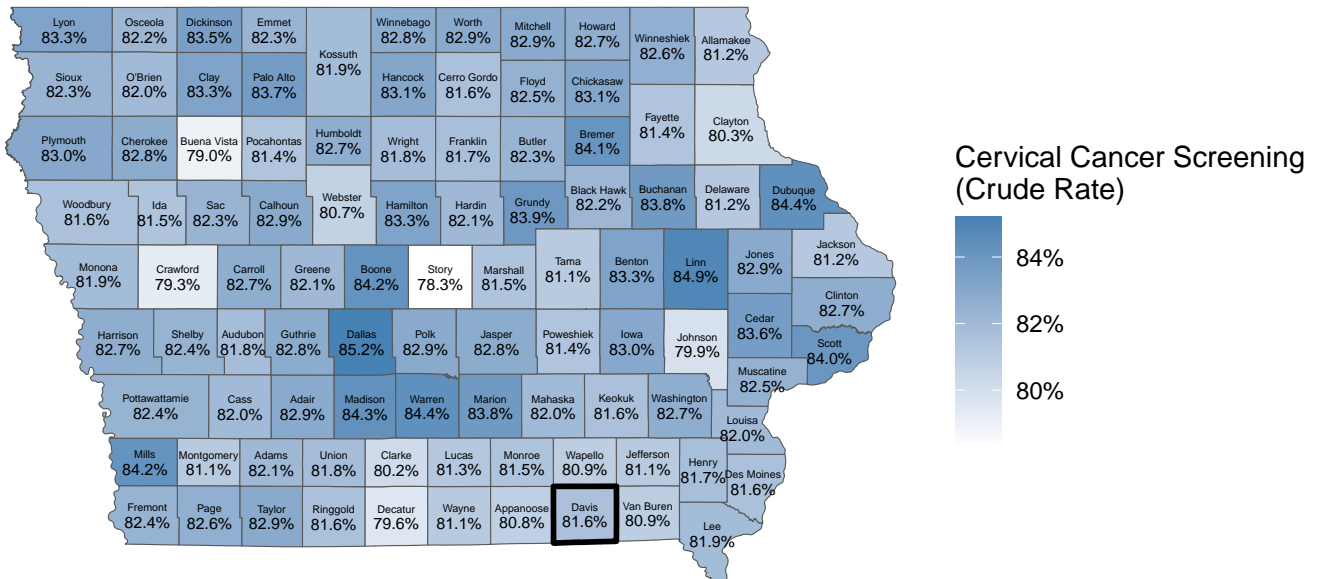 Lyon
83.3%
Osceola
82.2%
Dickinson
83.5%
Emmet
82.3%
Kossuth
81.9%
Winnebago
82.8%
Worth
82.9%
Mitchell
82.9%
Howard
82.7%
Winneshiek
82.6%
Allamakee
81.2%
Sioux
82.3%
O'Brien
82.0%
Clay
83.3%
Palo Alto
83.7%
Hancock
83.1%
Cerro Gordo
81.6%
Floyd
82.5%
Chickasaw
83.1%
Fayette
81.4%
Clayton
80.3%
Plymouth
83.0%
Cherokee
82.8%
Buena Vista
79.0%
Pocahontas
81.4%
Humboldt
82.7%
Wright
81.8%
Franklin
81.7%
Butler
82.3%
Bremer
84.1%
Woodbury
81.6%
Ida
81.5%
Sac
82.3%
Calhoun
82.9%
Webster
80.7%
Hamilton
83.3%
Hardin
82.1%
Grundy
83.9%
Black Hawk
82.2%
Buchanan
83.8%
Delaware
81.2%
Dubuque
84.4%
Monona
81.9%
Crawford
79.3%
Carroll
82.7%
Greene
82.1%
Boone
84.2%
Story
78.3%
Marshall
81.5%
Tama
81.1%
Benton
83.3%
Linn
84.9%
Jones
82.9%
Jackson
81.2%
Clinton
82.7%
Harrison
82.7%
Shelby
82.4%
Audubon
81.8%
Guthrie
82.8%
Dallas
85.2%
Polk
82.9%
Jasper
82.8%
Poweshiek
81.4%
Iowa
83.0%
Johnson
79.9%
Cedar
83.6%
Scott
84.0%
Muscatine
82.5%
Pottawattamie
82.4%
Cass
82.0%
Adair
82.9%
Madison
84.3%
Warren
84.4%
Marion
83.8%
Mahaska
82.0%
Keokuk
81.6%
Washington
82.7%
Louisa
82.0%
Mills
84.2%
Montgomery
81.1%
Adams
82.1%
Union
81.8%
Clarke
80.2%
Lucas
81.3%
Monroe
81.5%
Wapello
80.9%
Jefferson
81.1%
Henry
81.7%
Des Moines
81.6%
Fremont
82.4%
Page
82.6%
Taylor
82.9%
Ringgold
81.6%
Decatur
79.6%
Wayne
81.1%
Appanoose
80.8%
Davis
81.6%
Van Buren
80.9%
Lee
81.9%
Cervical Cancer Screening
(Crude Rate)
84%
82%
80%